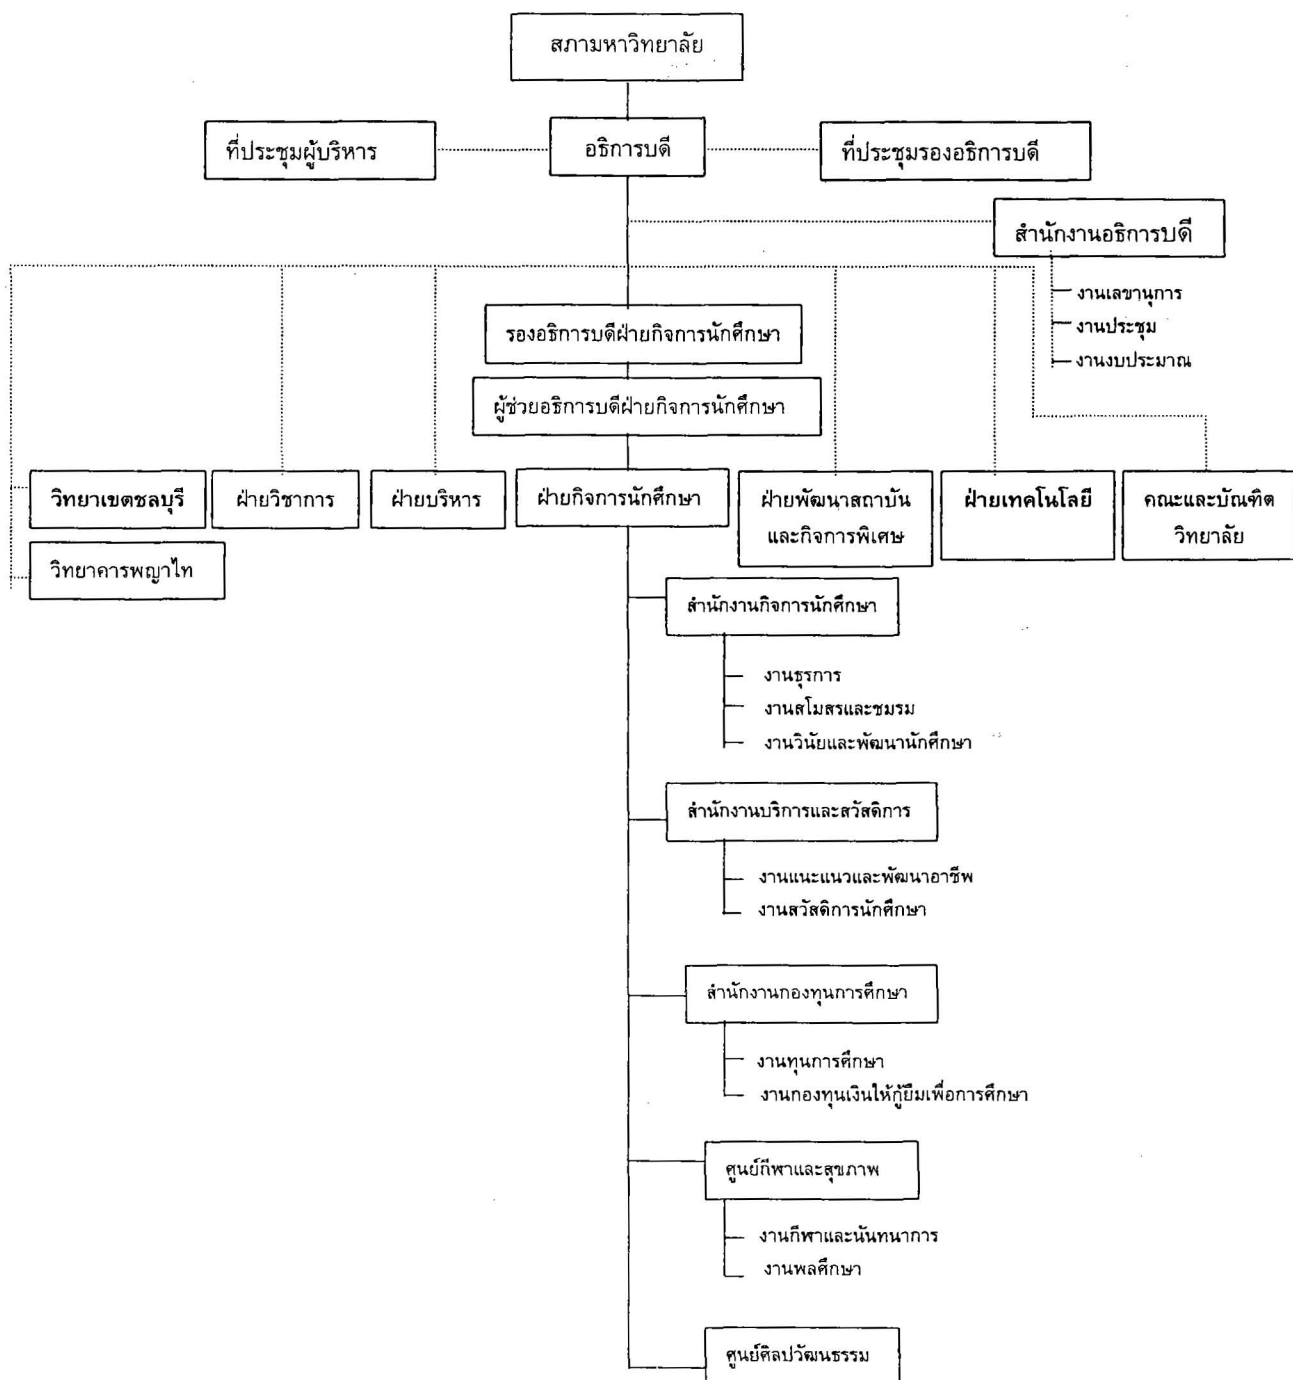 สภามหาวิทยาลัย
ที่ประชุมผู้บริหาร
อธิการบดี
ที่ประชุมรองอธิการบดี
สำนักงานอธิการบดี
งานเลขานุการ
งานประชุม
งานงบประมาณ
รองอธิการบดีฝ่ายกิจการนักศึกษา
ผู้ช่วยอธิการบดีฝ่ายกิจการนักศึกษา
วิทยาเขตชลบุรี
ฝ่ายวิชาการ
ฝ่ายบริหาร
ฝ่ายกิจการนักศึกษา
ฝ่ายพัฒนาสถาบัน
และกิจการพิเศษ
ฝ่ายเทคโนโลยี
คณะและบัณฑิต
วิทยาลัย
วิทยาคารพญาไท
สำนักงานกิจการนักศึกษา
งานธุรการ
งานสโมสรและชมรม
งานวินัยและพัฒนานักศึกษา
สำนักงานบริการและสวัสดิการ
งานแนะแนวและพัฒนาอาชีพ
งานสวัสดิการนักศึกษา
สำนักงานกองทุนการศึกษา
งานทุนการศึกษา
งานกองทุนเงินให้กู้ยืมเพื่อการศึกษา
ศูนย์กีฬาและสุขภาพ
งานกีฬาและนันทนาการ
งานพลศึกษา
ศูนย์ศิลปวัฒนธรรม